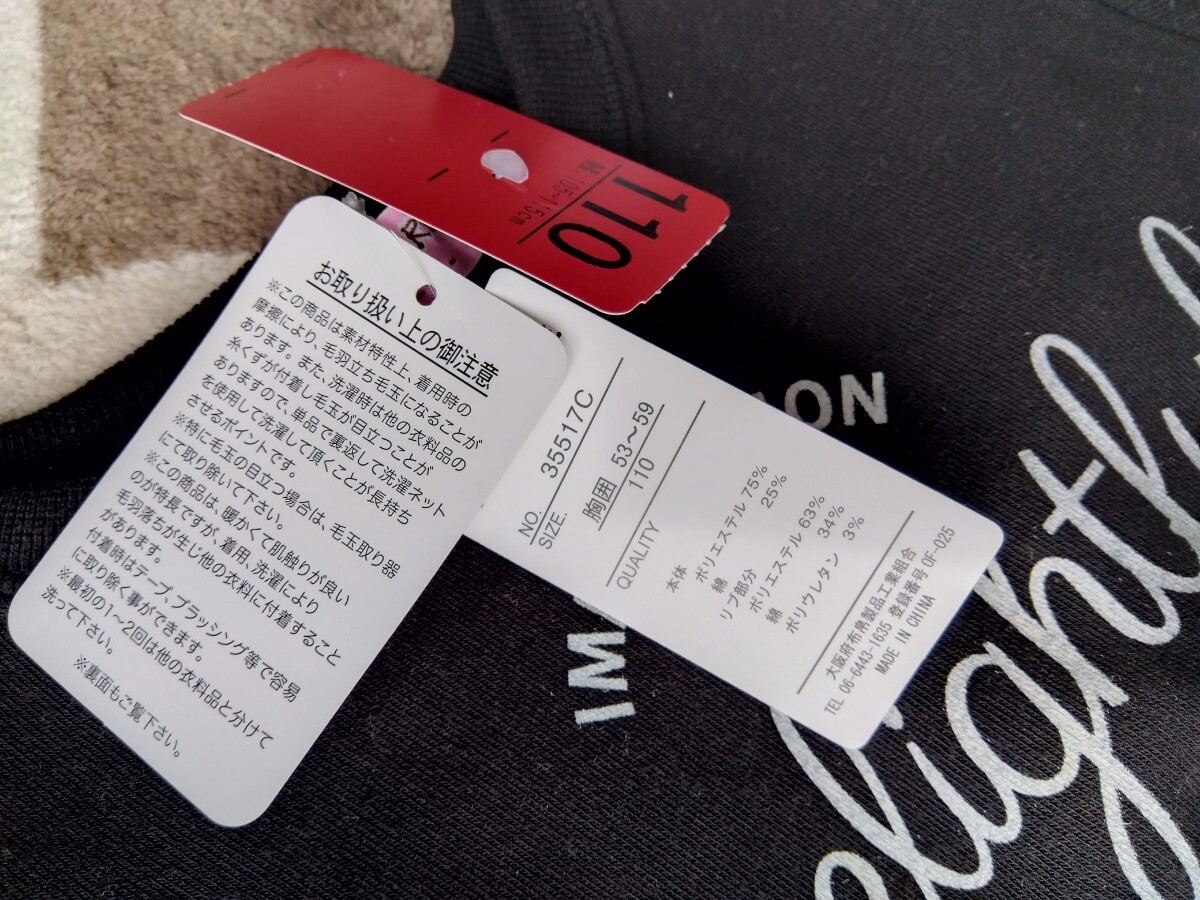 110
身長:105~115cm
お取り扱い上の御注意
※この商品は素材特性上、着用時の
摩擦により、毛羽立ち毛玉になることが
あります。また、洗濯時は他の衣料品の
糸くずが付着し毛玉が目立つことが
ありますので、単品で裏返して洗濯ネット
を使用して洗濯して頂くことが長持ち
させるポイントです。
※特に毛玉の目立つ場合は、毛玉取り器
にて取り除いて下さい。
※この商品は、暖かくて肌触りが良い
のが特長ですが、着用、洗濯により
毛羽落ちが生じ他の衣料に付着すること
があります。
付着時はテープ、ブラッシング等で容易
に取り除く事ができます。
※最初の1~2回は他の衣料品と分けて
洗って下さい。
※裏面もご覧下さい。
NO. 35517C
SIZE.
胸囲 53~59
110
QUALITY
本体
ポリエステル 75%
綿 25%
リブ部分
ポリエステル 63%
綿 34%
ポリウレタン 3%
大阪府布帛製品工業組合
TEL 06-6443-1635 登録番号 OF-025
MADE IN CHINA